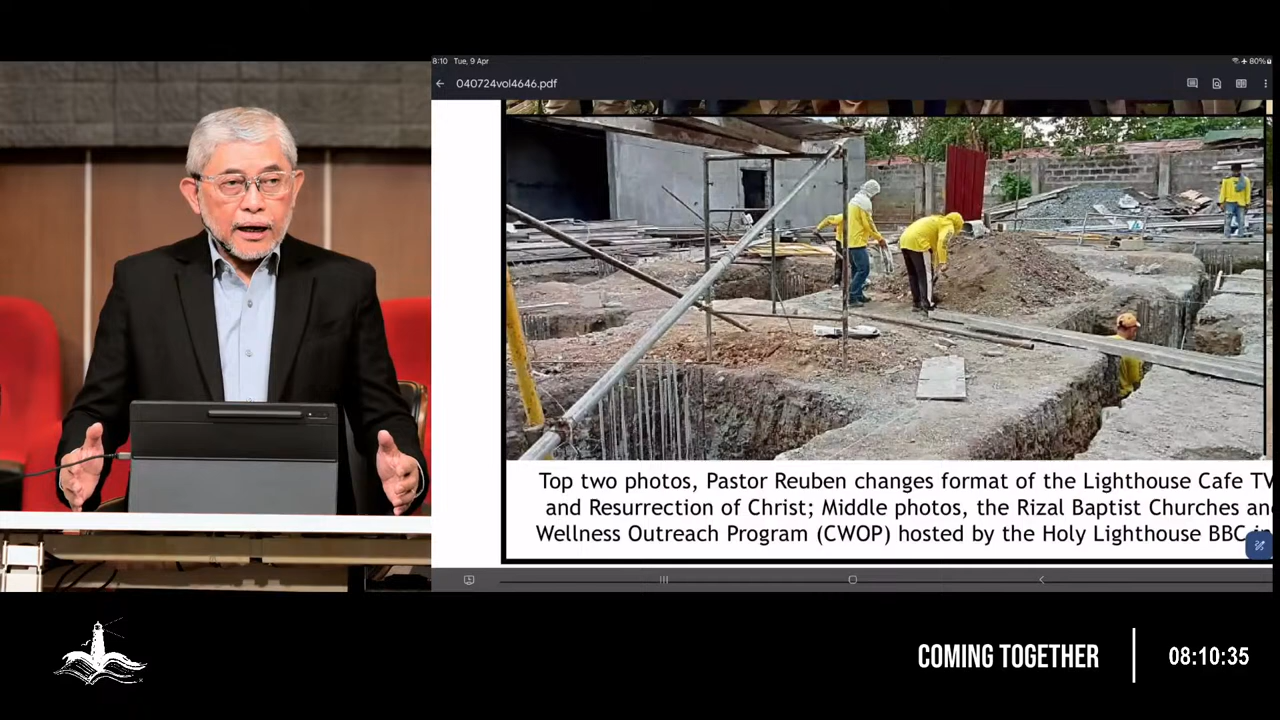 8:10 Tue, 9 Apr
80%
040724vol4646.pdf
Top two photos, Pastor Reuben changes format of the Lighthouse Cafe TV
and Resurrection of Christ; Middle photos, the Rizal Baptist Churches an
Wellness Outreach Program (CWOP) hosted by the Holy Lighthouse BBC in
COMING TOGETHER
08:10:35